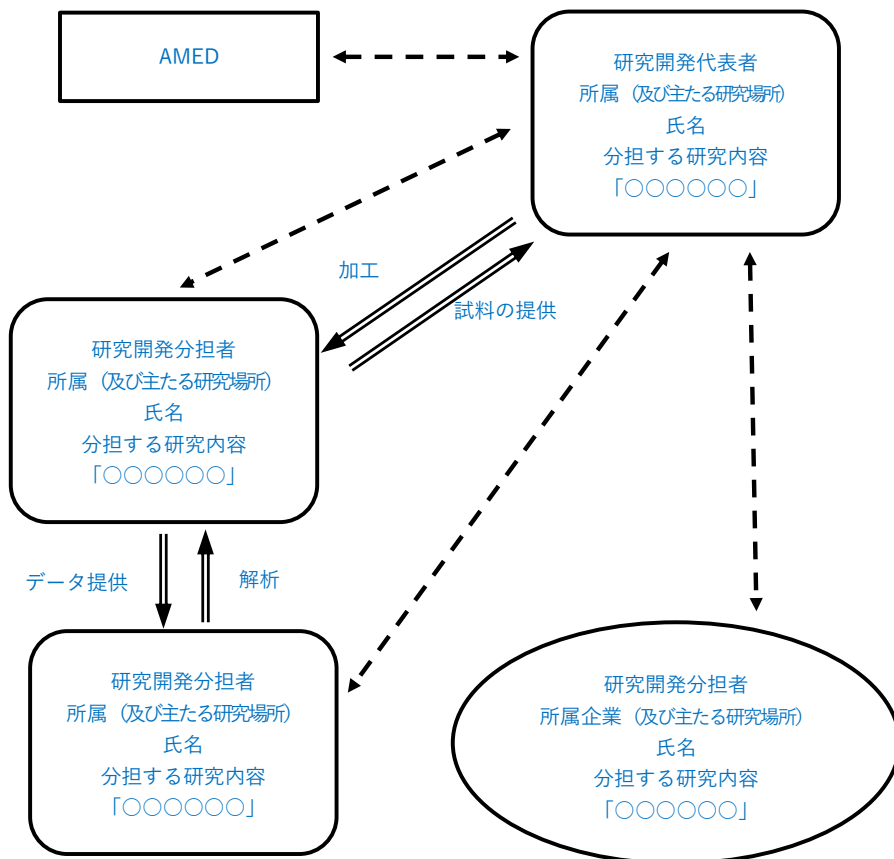 AMED
研究開発代表者
所属（及び主たる研究場所）
氏名
分担する研究内容
「○○○○○○」
加工
試料の提供
研究開発分担者
所属（及び主たる研究場所）
氏名
分担する研究内容
「○○○○○○」
データ提供
解析
研究開発分担者
所属（及び主たる研究場所）
氏名
分担する研究内容
「○○○○○○」
研究開発分担者
所属企業（及び主たる研究場所）
氏名
分担する研究内容
「○○○○○○」